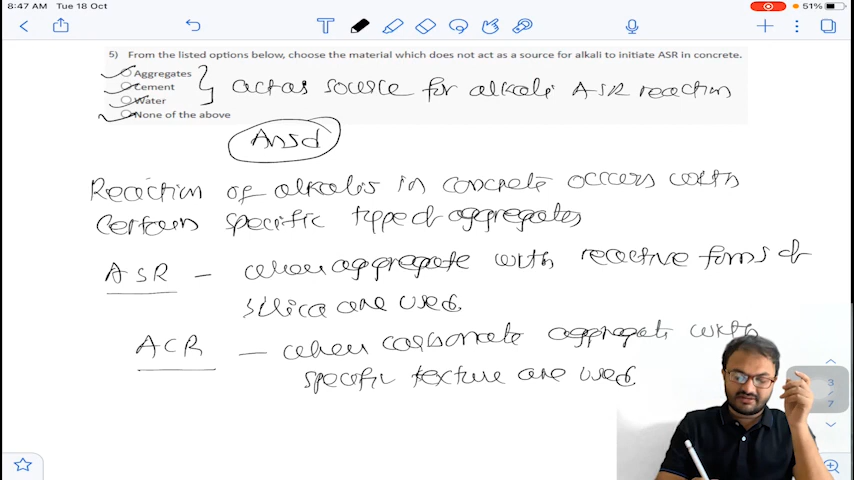 8:47 AM Tue 18 Oct
51%
5) From the listed options below, choose the material which does not act as a source for alkali to initiate ASR in concrete.
Aggregates
Cement
Water
None of the above
act as source for alkali ASR reaction
Ans d
Reaction of alkalis in concrete occurs with
certain specific type of aggregates
ASR - when aggregate with reactive forms of
silica are used.
ACR - when carbonate aggregate with
specific texture are used.
3
7